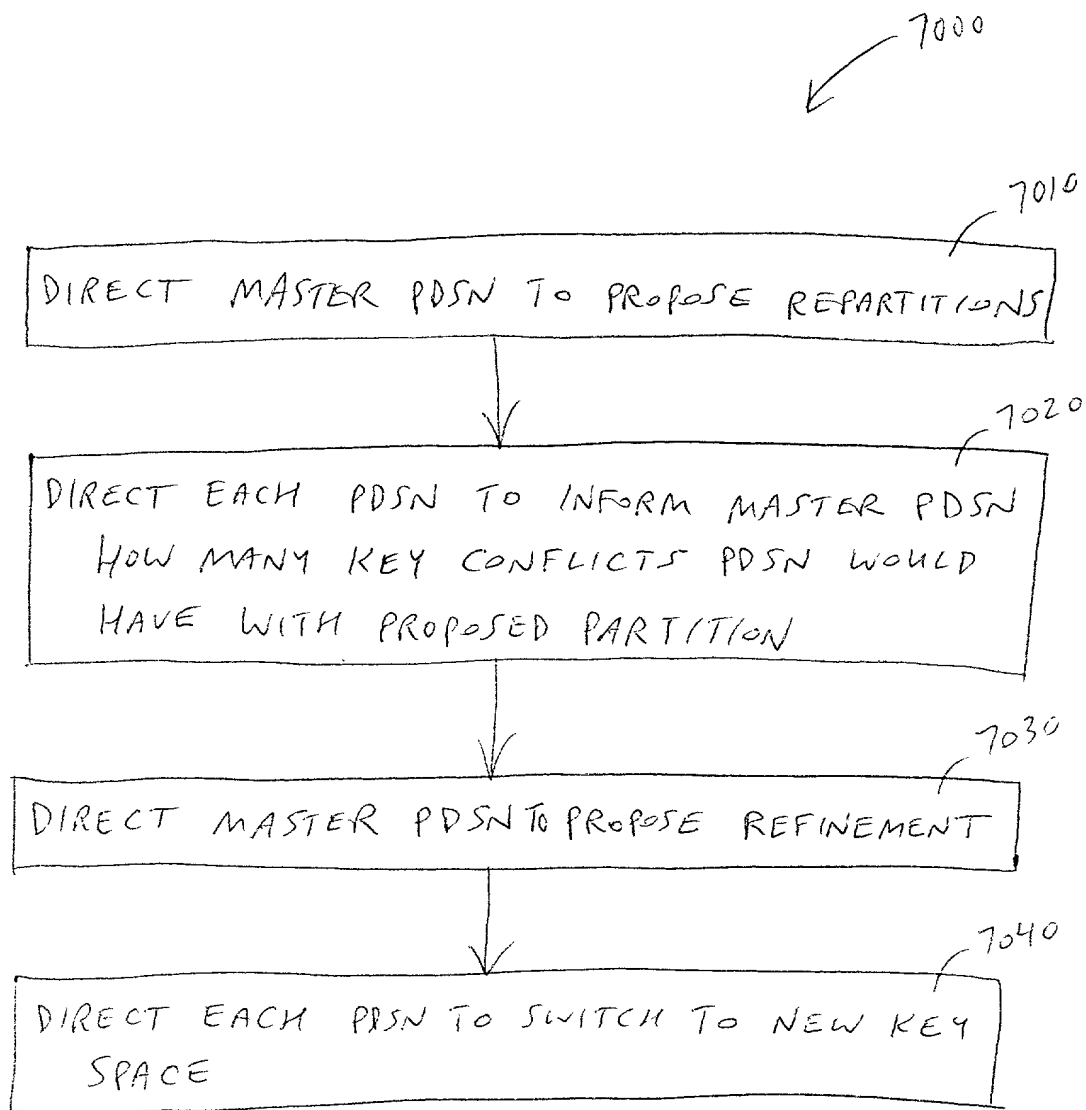 7000
7010
DIRECT MASTER PDSN TO PROPOSE REPARTITIONS
7020
DIRECT EACH PDSN TO INFORM MASTER PDSN
HOW MANY KEY CONFLICTS PDSN WOULD
HAVE WITH PROPOSED PARTITION
7030
DIRECT MASTER PDSN TO PROPOSE REFINEMENT
7040
DIRECT EACH PDSN TO SWITCH TO NEW KEY
SPACE